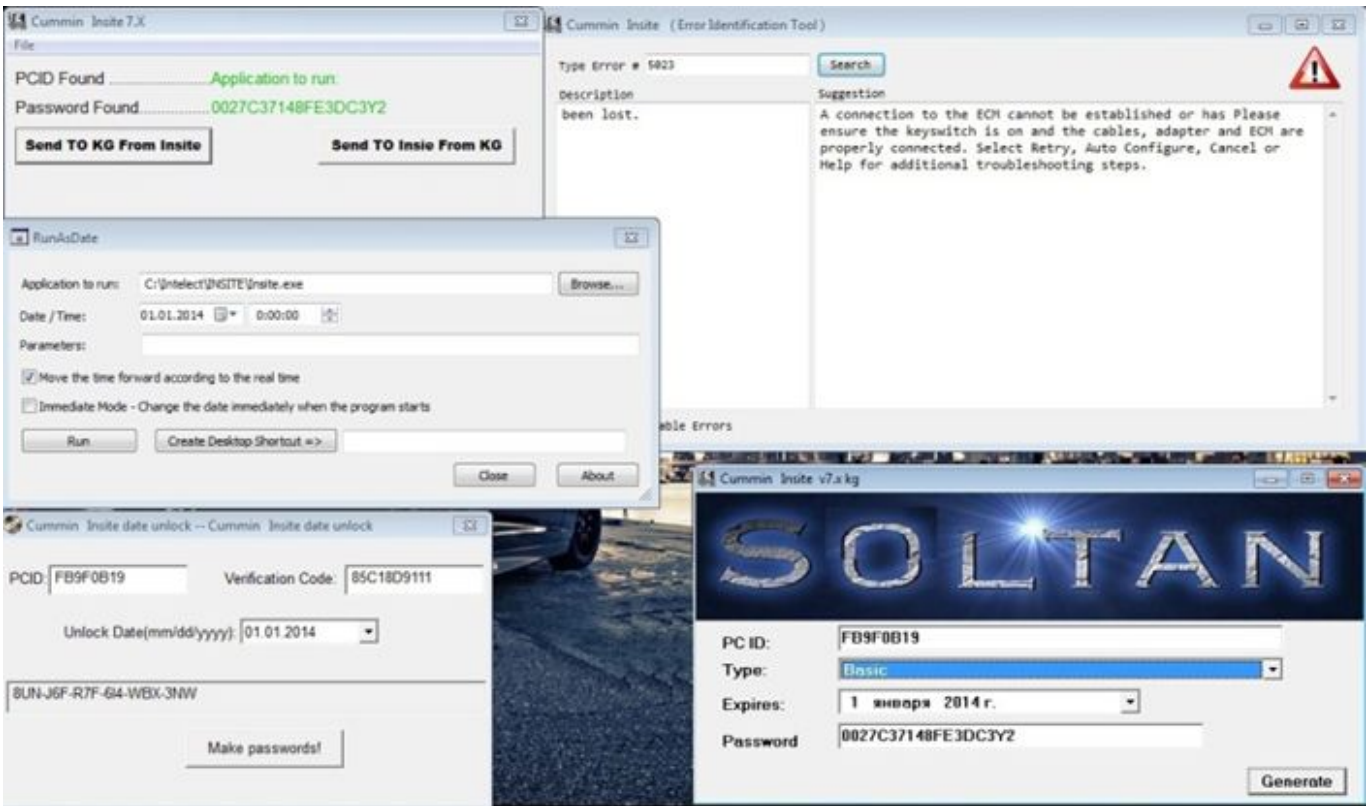 Cummin Insite 7.X
File
PCID Found ........................Application to run:
Password Found...............0027C37148FE3DC3Y2
Send TO KG From Insite
Send TO Insie From KG
Cummin Insite (Error Identification Tool)
Type Error # 5023
Search
Description
Suggestion
been lost.
A connection to the ECM cannot be established or has Please
ensure the keyswitch is on and the cables, adapter and ECM are
properly connected. Select Retry, Auto Configure, Cancel or
Help for additional troubleshooting steps.
able Errors
RunAsDate
Application to run: C:\Intelect\INSITE\Insite.exe
Browse...
Date / Time: 01.01.2014 0:00:00
Parameters:
Move the time forward according to the real time
Immediate Mode - Change the date immediately when the program starts
Run
Create Desktop Shortcut =>
Close
About
Cummin Insite date unlock -- Cummin Insite date unlock
PCID: FB9F0B19 Verification Code: 85C18D9111
Unlock Date(mm/dd/yyyy): 01.01.2014
8UN-J6F-R7F-6I4-WBX-3NW
Make passwords!
Cummin Insite v7.x kg
SOLTAN
PC ID: FB9F0B19
Type: Basic
Expires: 1 января 2014 г.
Password 0027C37148FE3DC3Y2
Generate